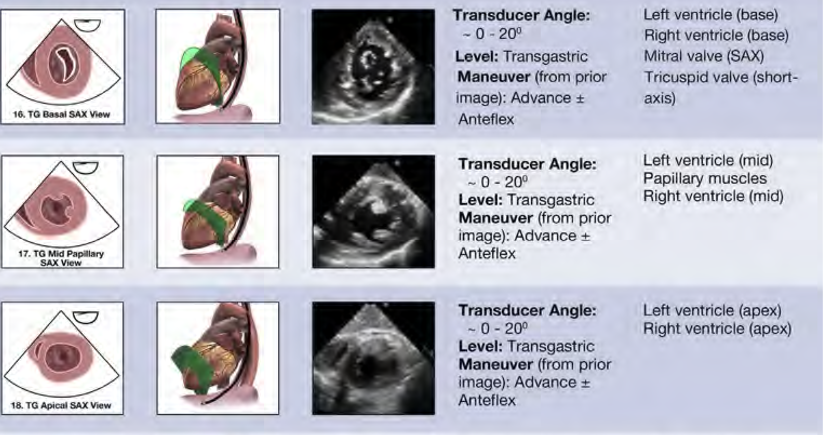 Transducer Angle:
~ 0 - 20⁰
Level: Transgastric
Maneuver (from prior
image): Advance ±
Anteflex
Left ventricle (base)
Right ventricle (base)
Mitral valve (SAX)
Tricuspid valve (short-
axis)
16. TG Basal SAX View
Transducer Angle:
~ 0 - 20⁰
Level: Transgastric
Maneuver (from prior
image): Advance ±
Anteflex
Left ventricle (mid)
Papillary muscles
Right ventricle (mid)
17. TG Mid Papillary
SAX View
Transducer Angle:
~ 0 - 20⁰
Level: Transgastric
Maneuver (from prior
image): Advance ±
Anteflex
Left ventricle (apex)
Right ventricle (apex)
18. TG Apical SAX View